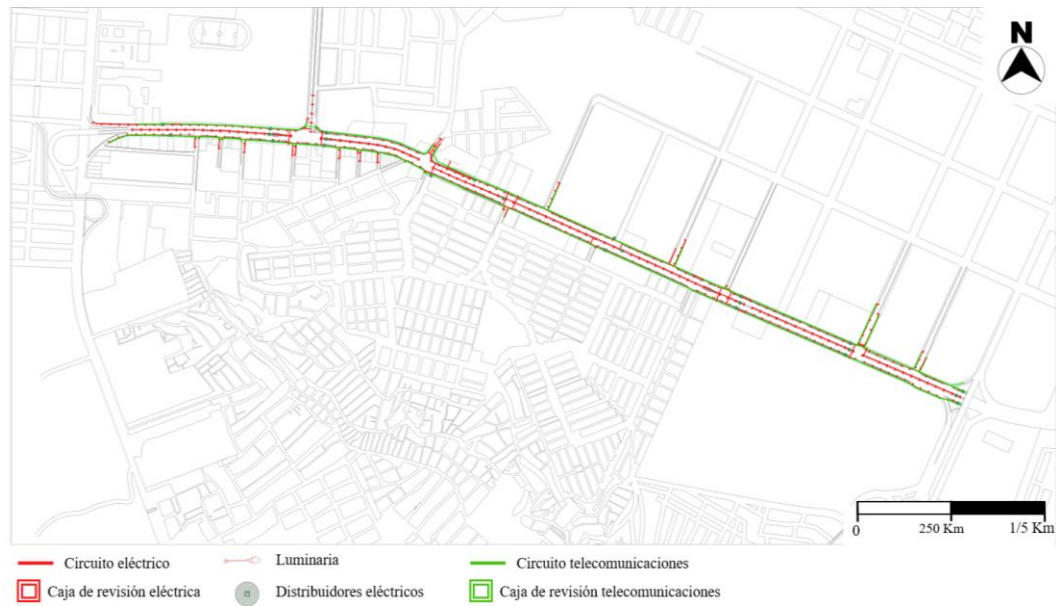 N
0 250 Km 1/5 Km
Circuito eléctrico Luminaria Circuito telecomunicaciones
Caja de revisión eléctrica Distribuidores eléctricos Caja de revisión telecomunicaciones